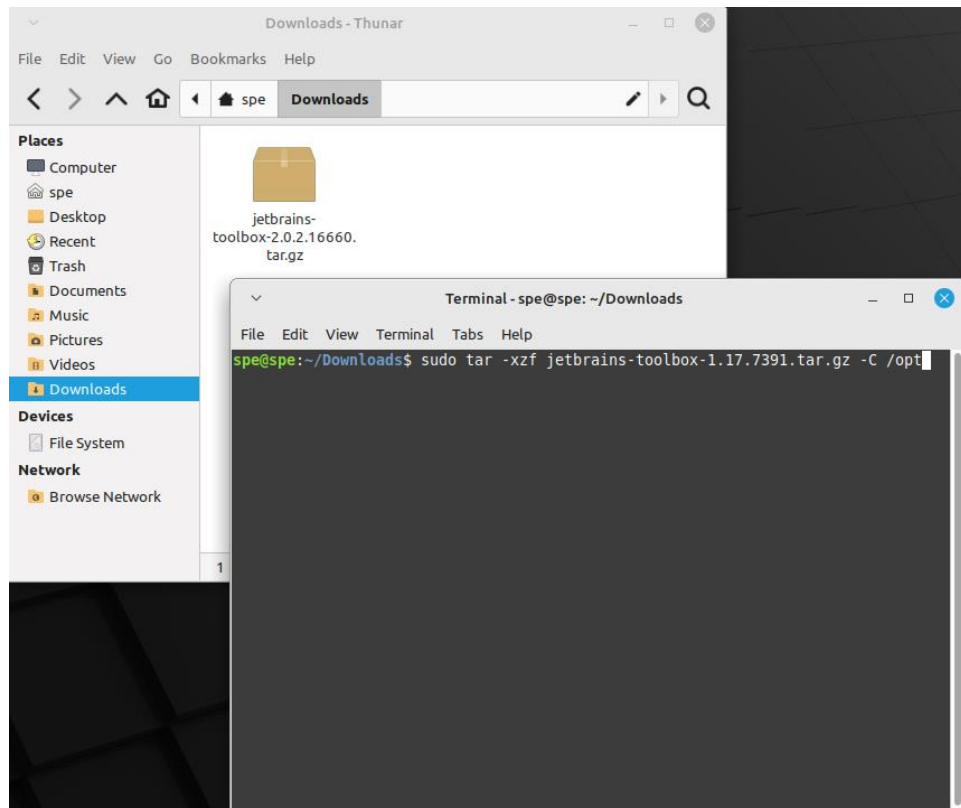 Downloads - Thunar
File Edit View Go Bookmarks Help
spe Downloads
Places
Computer
spe
Desktop
Recent
Trash
Documents
Music
Pictures
Videos
Downloads
Devices
File System
Network
Browse Network
jetbrains-
toolbox-2.0.2.16660.
tar.gz
1
Terminal - spe@spe: ~/Downloads
File Edit View Terminal Tabs Help
spe@spe:~/Downloads$ sudo tar -xzf jetbrains-toolbox-1.17.7391.tar.gz -C /opt